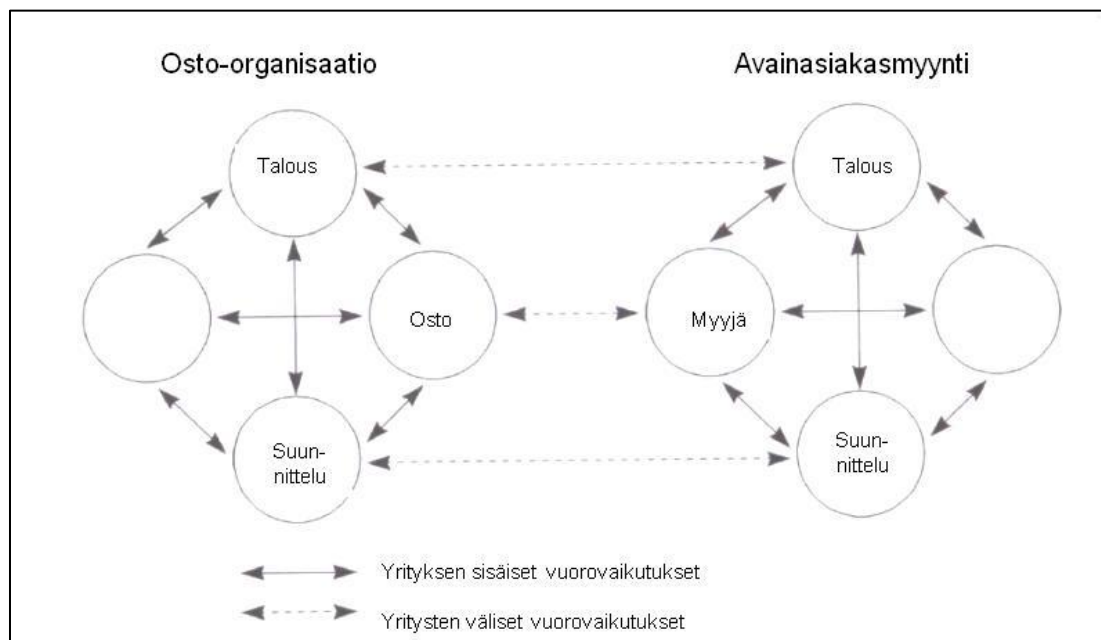 Osto-organisaatio
Avainasiakasmyynti
Talous
Talous
Osto
Myyjä
Suun-
nittelu
Suun-
nittelu
Yrityksen sisäiset vuorovaikutukset
Yritysten väliset vuorovaikutukset